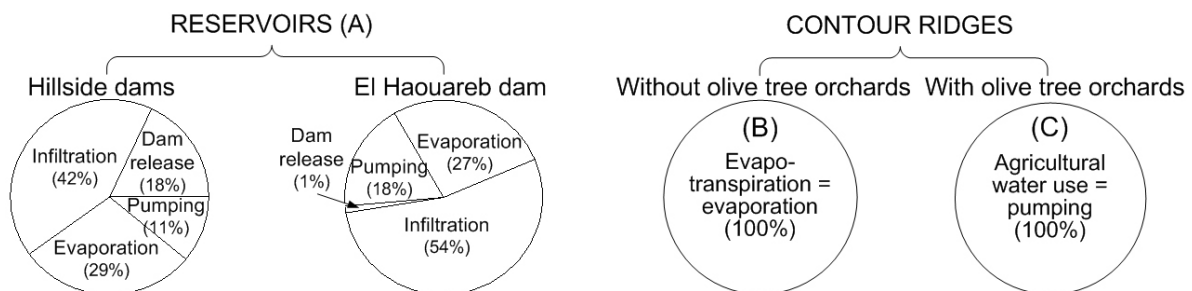 RESERVOIRS (A)
Hillside dams
Infiltration
(42%)
Dam
release
(18%)
Pumping
(11%)
Evaporation
(29%)
El Haouareb dam
Dam
release
(1%)
Pumping
(18%)
Evaporation
(27%)
Infiltration
(54%)
CONTOUR RIDGES
Without olive tree orchards
(B)
Evapo-
transpiration =
evaporation
(100%)
With olive tree orchards
(C)
Agricultural
water use =
pumping
(100%)